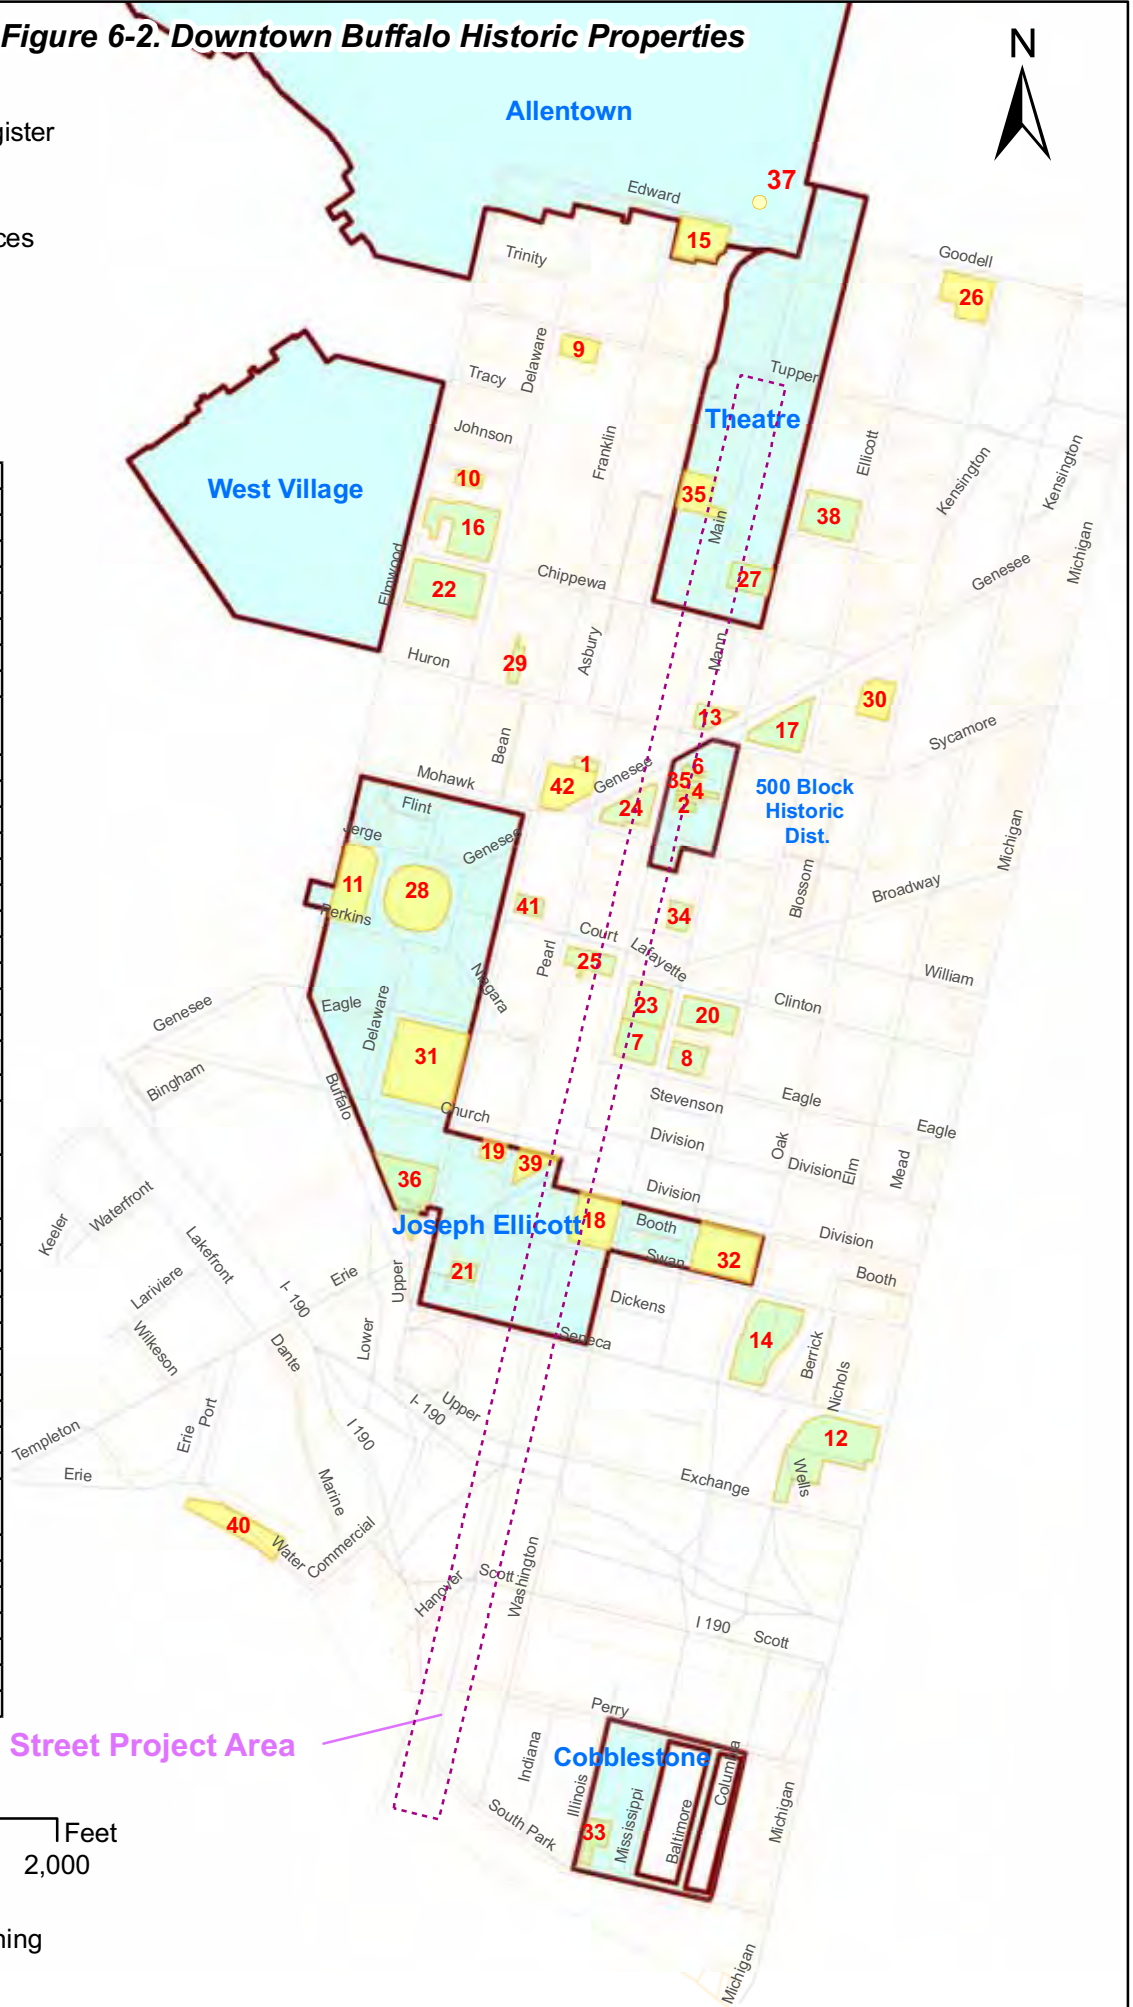 Figure 6-2. Downtown Buffalo Historic Properties
N
gister
Allentown
37
Edward
ces
15
Trinity
Goodell
26
Delaware
9
Tracy
Tupper
Theatre
Johnson
Franklin
Ellicott
Kensington
Kensington
West Village
10
35
16
Main
38
Michigan
Elmwood
22
Chippewa
27
Genesee
Huron
29
Asbury
Mann
30
13
17
Sycamore
Bean
1
6
Mohawk
42
Genesee
35
4
2
500 Block
Historic
Dist.
Flint
24
Jerge
Genesee
Michigan
11
28
Blossom
Broadway
Perkins
41
34
Court
Lafayette
Pearl
25
William
Niagara
Eagle
Delaware
23
20
Clinton
Genesee
7
8
31
Bingham
Buffalo
Stevenson
Eagle
Church
Eagle
Division
Oak
19
39
Division
Elm
Mead
36
Division
Waterfront
Keeler
Joseph Ellicott
18
Booth
Division
Lakefront
Swan
32
Lariviere
Erie
Upper
21
Booth
I- 190
Dickens
Wilkeson
Dante
Lower
Seneca
14
Berrick
Nichols
Templeton
Erie
Port
I- 190
Upper
I 190
12
Erie
Marine
Exchange
Wells
40
Water
Commercial
Hanover
Scott
Washington
I 190
Scott
Perry
Street Project Area
Indiana
Cobblestone
Illinois
Mississippi
Baltimore
Columbia
Michigan
South Park
33
Feet
2,000
ning
Michigan